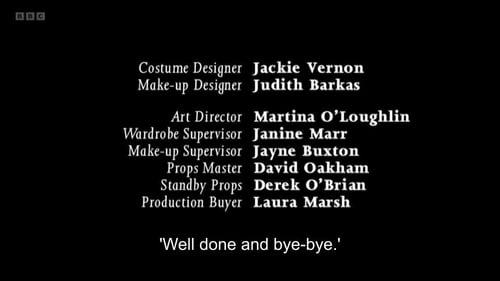 BBC
Costume Designer Jackie Vernon
Make-up Designer Judith Barkas
Art Director Martina O'Loughlin
Wardrobe Supervisor Janine Marr
Make-up Supervisor Jayne Buxton
Props Master David Oakham
Standby Props Derek O'Brian
Production Buyer Laura Marsh
'Well done and bye-bye.'